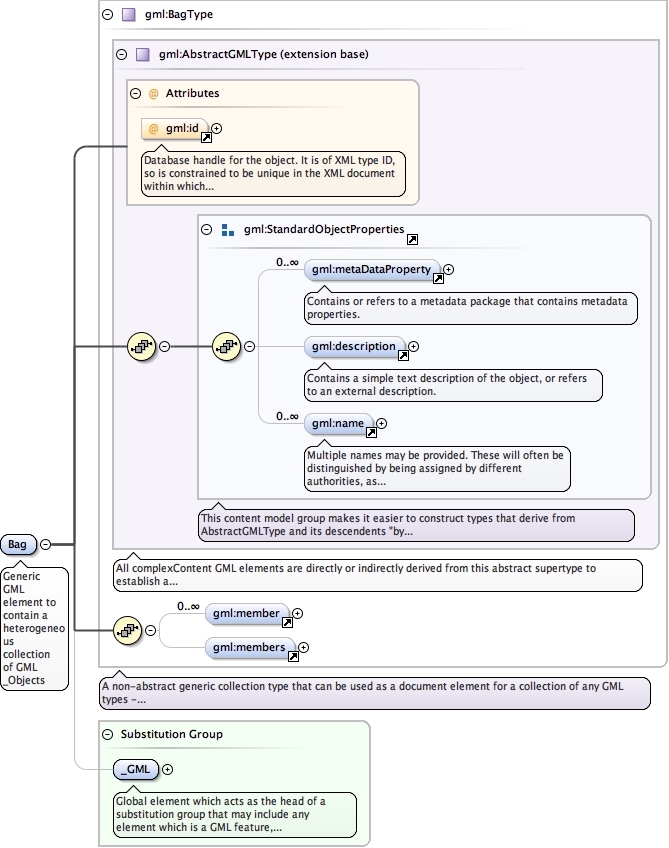 gml:BagType
gml:AbstractGMLType (extension base)
@ Attributes
@ gml:id
Database handle for the object. It is of XML type ID,
so is constrained to be unique in the XML document
within which...
gml:StandardObjectProperties
0..∞
gml:metaDataProperty
Contains or refers to a metadata package that contains metadata
properties.
gml:description
Contains a simple text description of the object, or refers
to an external description.
0..∞
gml:name
Multiple names may be provided. These will often be
distinguished by being assigned by different
authorities, as...
This content model group makes it easier to construct types that derive from
AbstractGMLType and its descendents "by...
Bag
Generic
GML
element to
contain a
heterogeneo
us
collection
of GML
_Objects
All complexContent GML elements are directly or indirectly derived from this abstract supertype to
establish a...
0..∞
gml:member
gml:members
A non-abstract generic collection type that can be used as a document element for a collection of any GML
types -...
Substitution Group
_GML
Global element which acts as the head of a
substitution group that may include any
element which is a GML feature,...